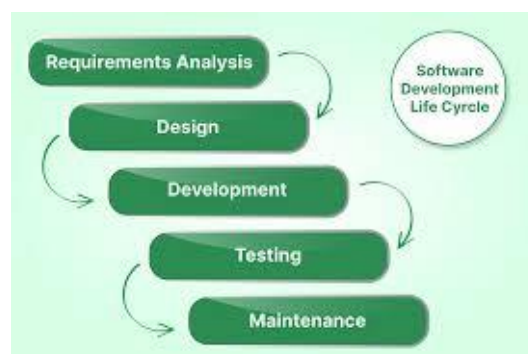 Requirements Analysis
Software
Development
Life Cyrcle
Design
Development
Testing
Maintenance